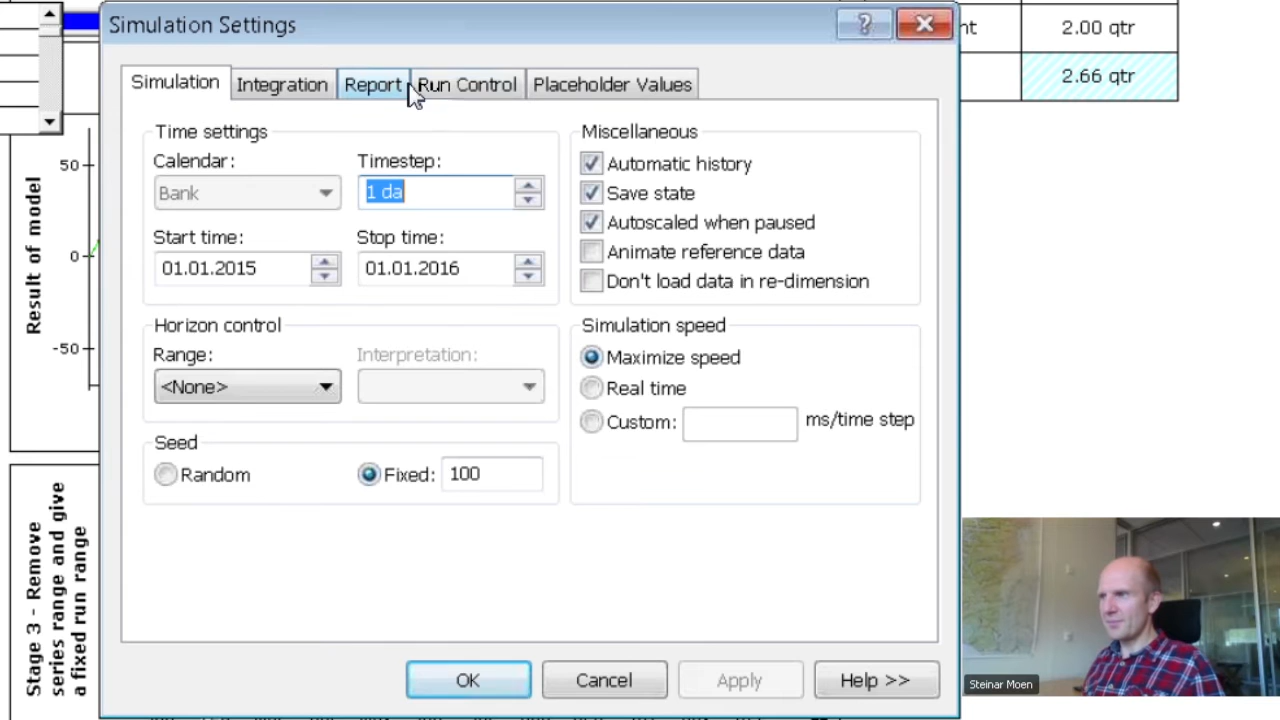 Simulation Settings
nt
2.00 qtr
2.66 qtr
Simulation
Integration
Report
Run Control
Placeholder Values
Time settings
Calendar:
Timestep:
Bank
1 da
Start time:
Stop time:
01.01.2015
01.01.2016
Miscellaneous
Automatic history
Save state
Autoscaled when paused
Animate reference data
Don't load data in re-dimension
Horizon control
Range:
Interpretation:
<None>
Simulation speed
Maximize speed
Real time
Custom:
ms/time step
Seed
Random
Fixed:
100
OK
Cancel
Apply
Help >>
Result of model
50
0
-50
Stage 3 - Remove
series range and give
a fixed run range
Steinar Moen